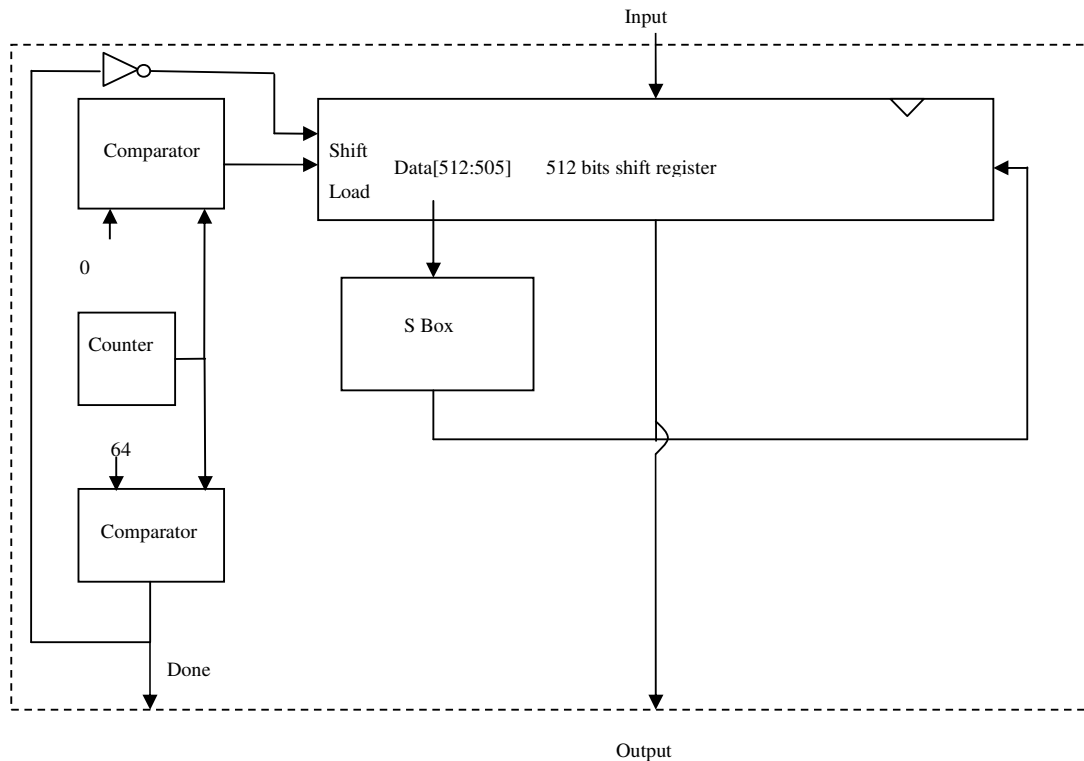 Input
Comparator
Shift
Data[512:505] 512 bits shift register
Load
0
Counter
S Box
64
Comparator
Done
Output